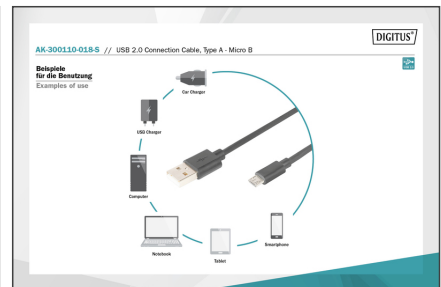 DIGITUS®
AK-300110-018-S // USB 2.0 Connection Cable, Type A - Micro B
Beispiele
für die Benutzung
Examples of use
Car Charger
USB Charger
Computer
Notebook
Tablet
Smartphone